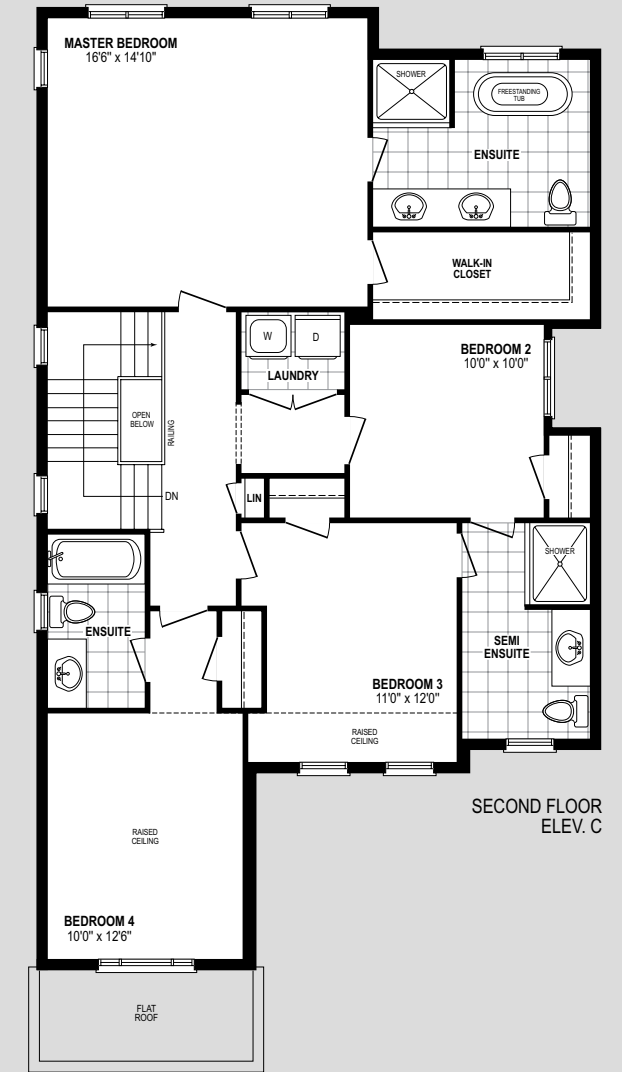 MASTER BEDROOM
16'6" x 14'10"
SHOWER
FREESTANDING
TUB
ENSUITE
WALK-IN
CLOSET
W
D
LAUNDRY
BEDROOM 2
10'0" x 10'0"
OPEN
BELOW
RAILING
DN
LIN
SHOWER
ENSUITE
SEMI
ENSUITE
BEDROOM 3
11'0" x 12'0"
RAISED
CEILING
SECOND FLOOR
ELEV. C
RAISED
CEILING
BEDROOM 4
10'0" x 12'6"
FLAT
ROOF